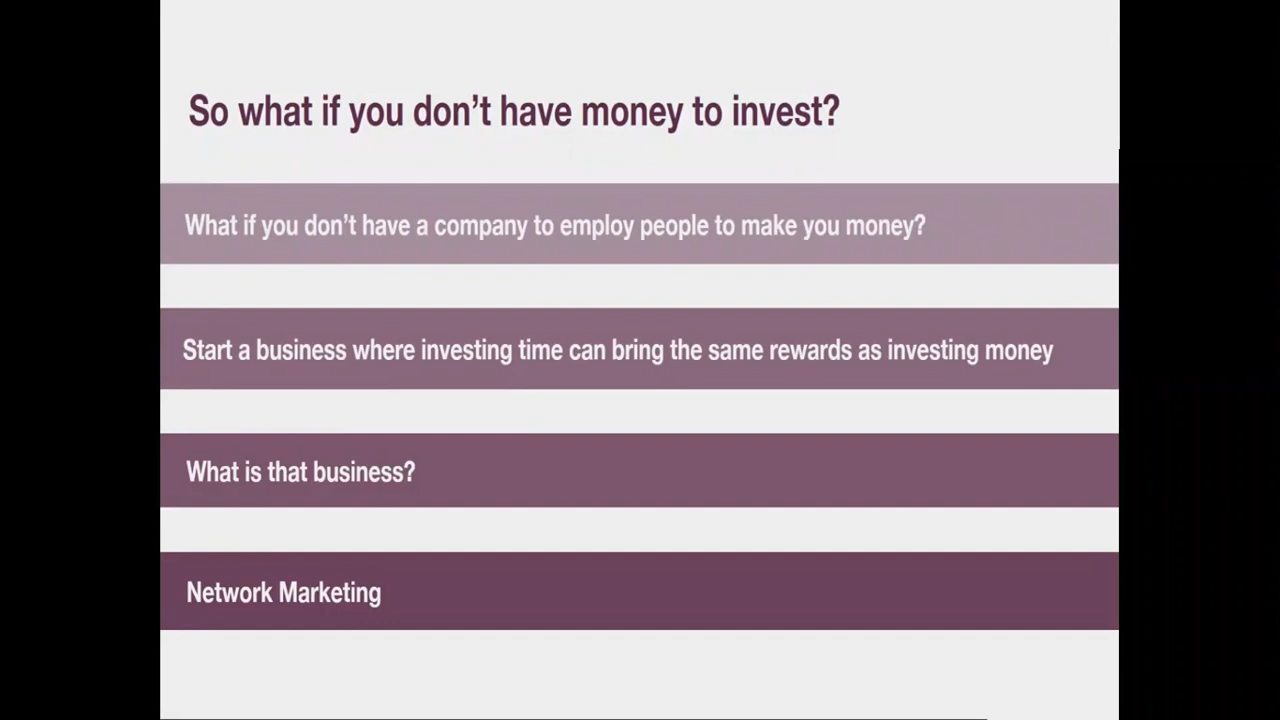 So what if you don’t have money to invest?
What if you don’t have a company to employ people to make you money?
Start a business where investing time can bring the same rewards as investing money
What is that business?
Network Marketing